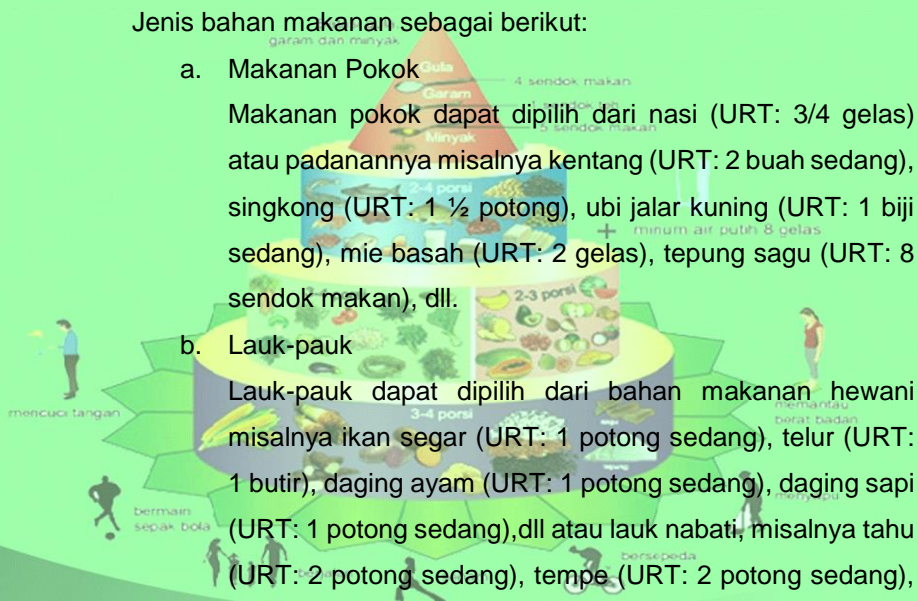 Jenis bahan makanan sebagai berikut:
garam dan minyak
a. Makanan Pokok
Gula
4 sendok makan
Garam
Makanan pokok dapat dipilih dari nasi (URT: 3/4 gelas)
5 sendok makan
Minyak
atau padanannya misalnya kentang (URT: 2 buah sedang),
2-4 porsi
singkong (URT: 1 ½ potong), ubi jalar kuning (URT: 1 biji
+ minum air putih 8 gelas
sedang), mie basah (URT: 2 gelas), tepung sagu (URT: 8
sendok makan), dll.
2-3 porsi
b. Lauk-pauk
Lauk-pauk dapat dipilih dari bahan makanan hewani
mencuci tangan
3-4 porsi
memantau
berat badan
misalnya ikan segar (URT: 1 potong sedang), telur (URT:
1 butir), daging ayam (URT: 1 potong sedang), daging sapi
bermain
sepak bola
(URT: 1 potong sedang),dll atau lauk nabati, misalnya tahu
bersepeda
(URT: 2 potong sedang), tempe (URT: 2 potong sedang),